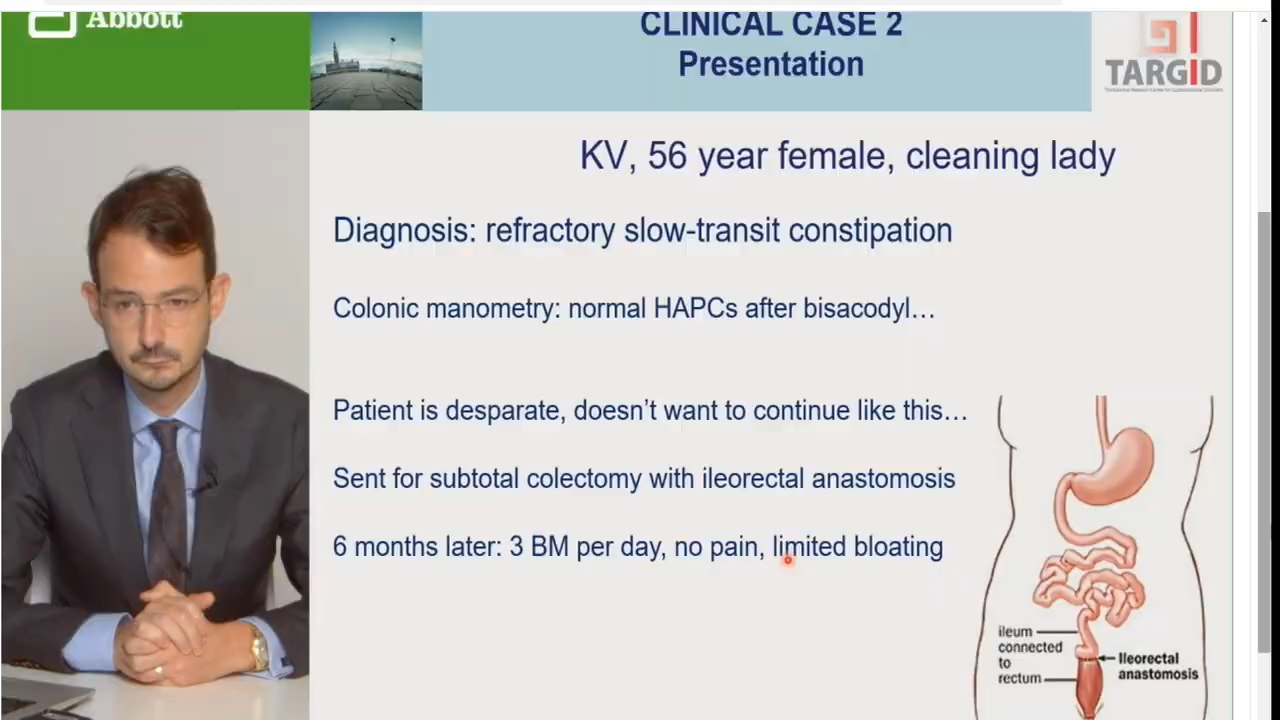 Abbott
CLINICAL CASE 2
Presentation
TARGID
KV, 56 year female, cleaning lady
Diagnosis: refractory slow-transit constipation
Colonic manometry: normal HAPCs after bisacodyl…
Patient is desparate, doesn’t want to continue like this…
Sent for subtotal colectomy with ileorectal anastomosis
6 months later: 3 BM per day, no pain, limited bloating
ileum
connected
to
rectum
Ileorectal
anastomosis